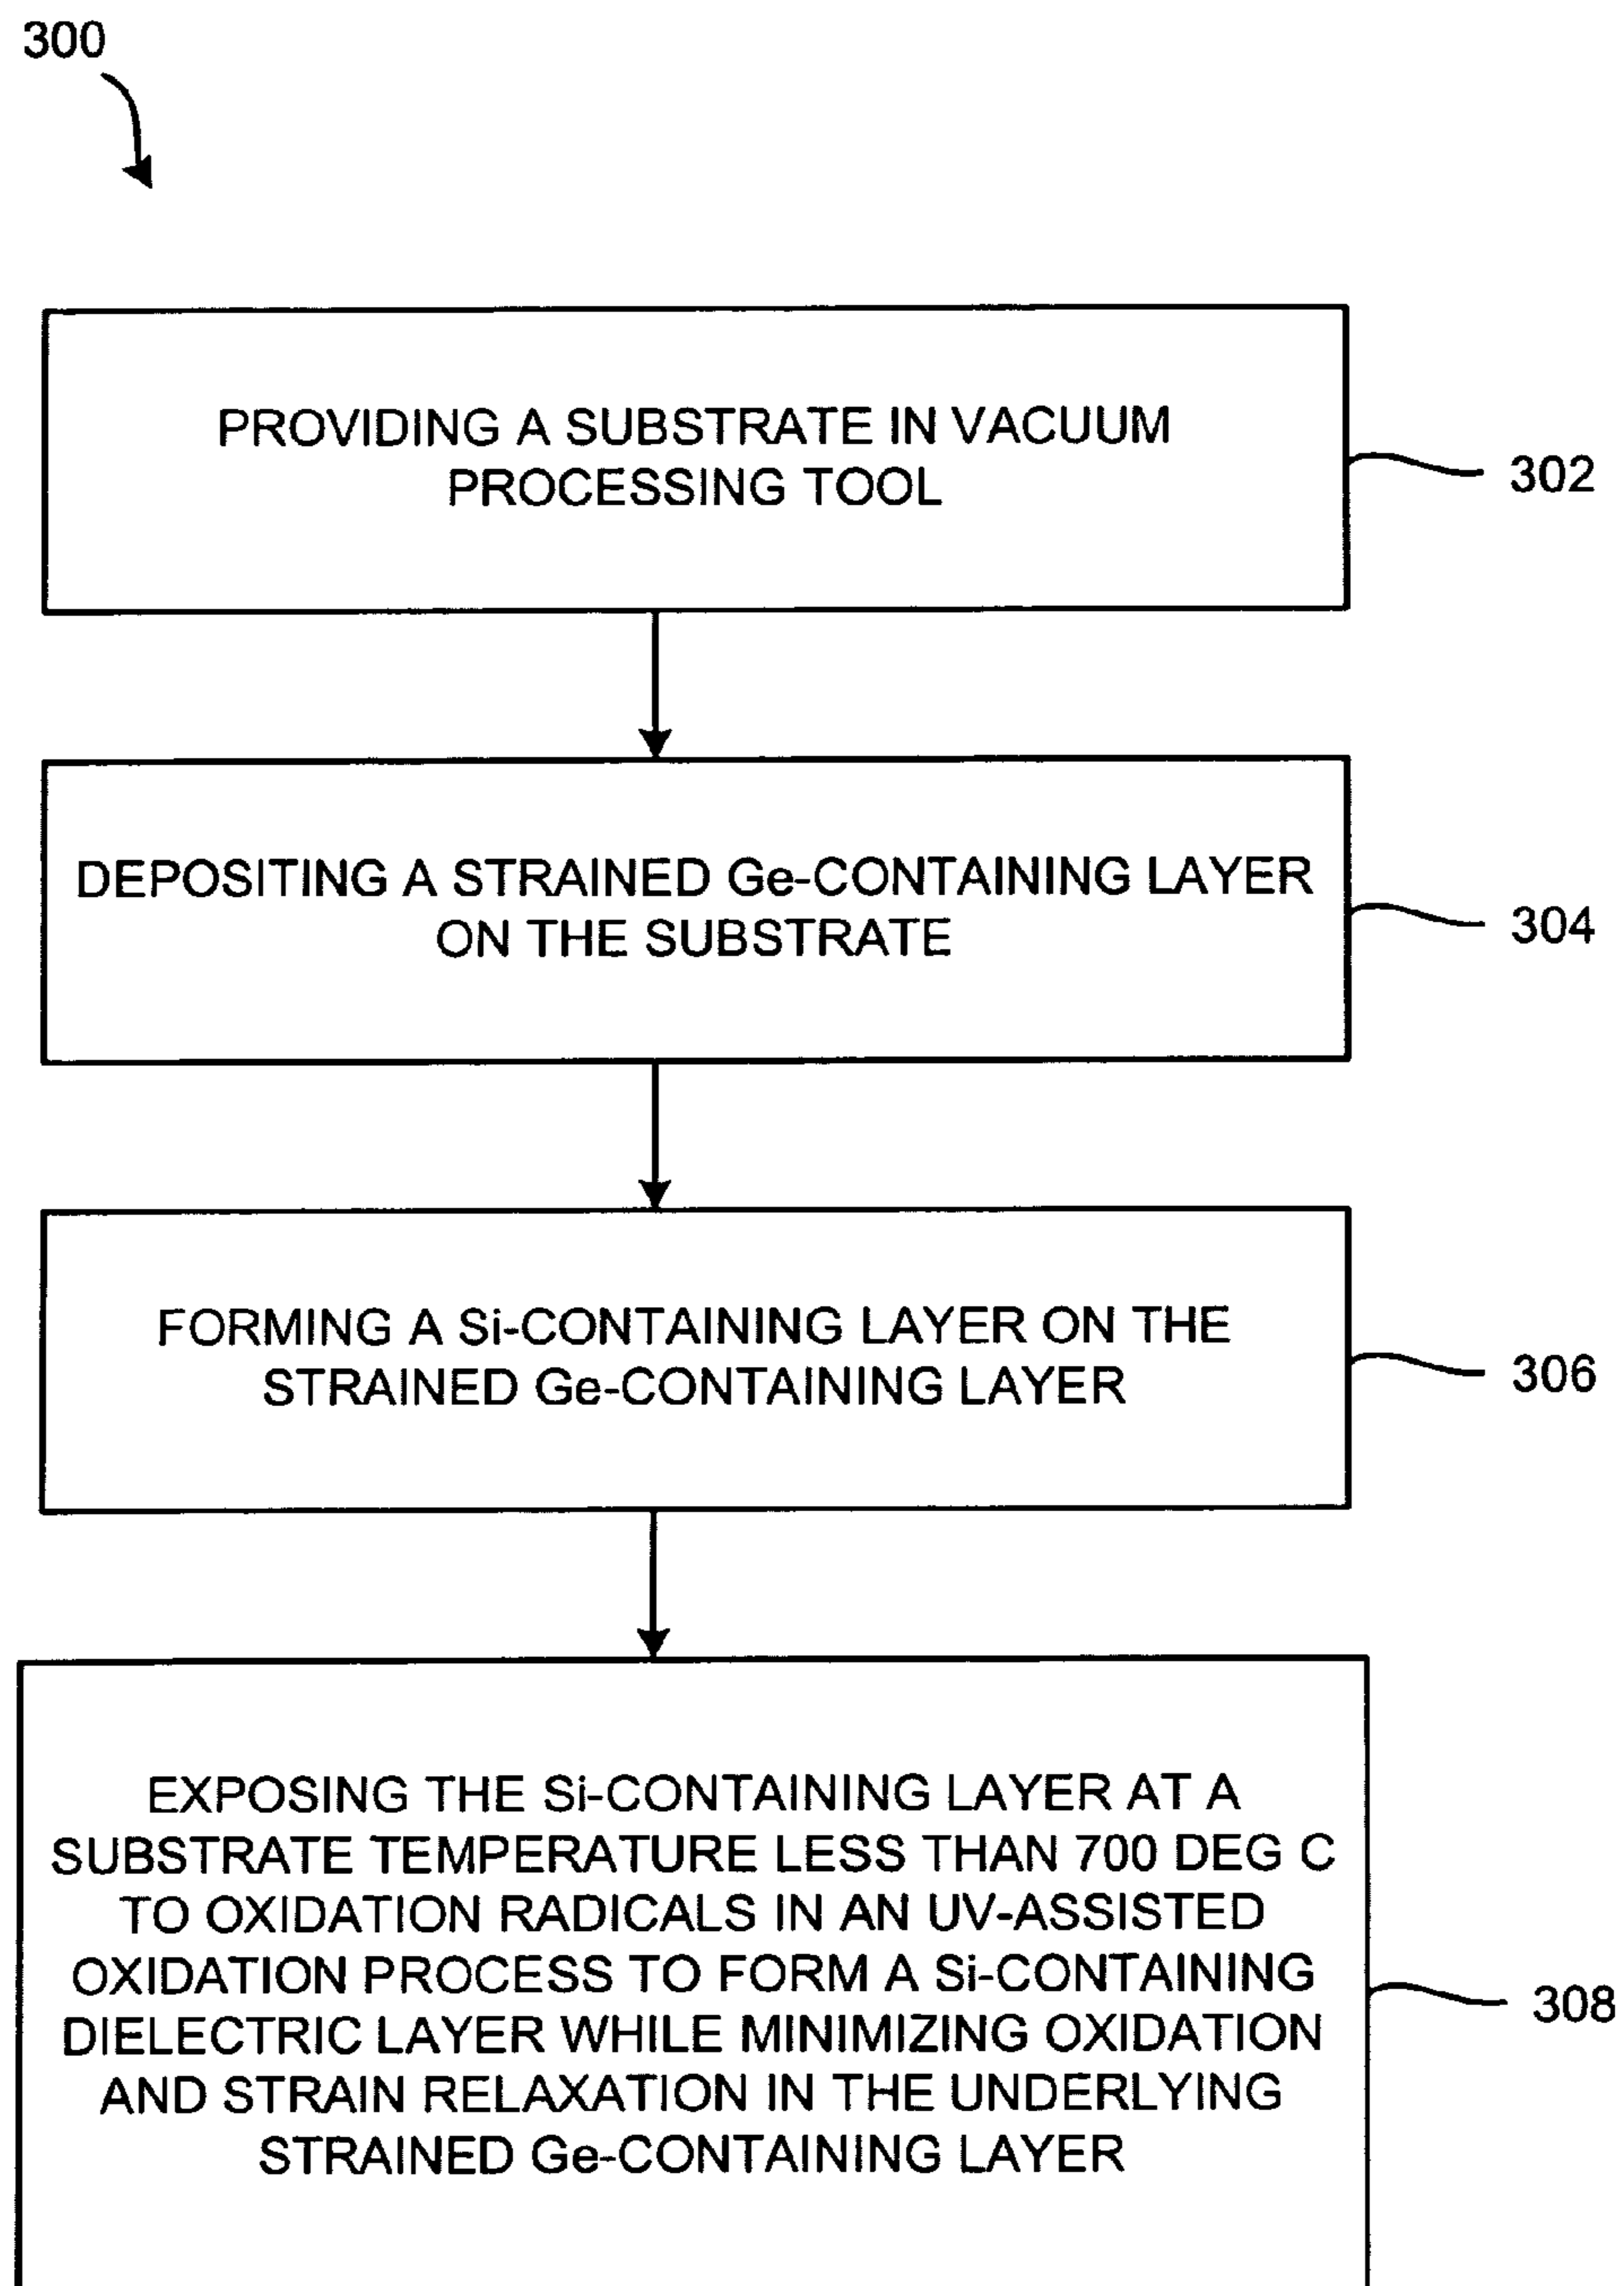 300
PROVIDING A SUBSTRATE IN VACUUM
PROCESSING TOOL
302
DEPOSITING A STRAINED Ge-CONTAINING LAYER
ON THE SUBSTRATE
304
FORMING A Si-CONTAINING LAYER ON THE
STRAINED Ge-CONTAINING LAYER
306
EXPOSING THE Si-CONTAINING LAYER AT A
SUBSTRATE TEMPERATURE LESS THAN 700 DEG C
TO OXIDATION RADICALS IN AN UV-ASSISTED
OXIDATION PROCESS TO FORM A Si-CONTAINING
DIELECTRIC LAYER WHILE MINIMIZING OXIDATION
AND STRAIN RELAXATION IN THE UNDERLYING
STRAINED Ge-CONTAINING LAYER
308